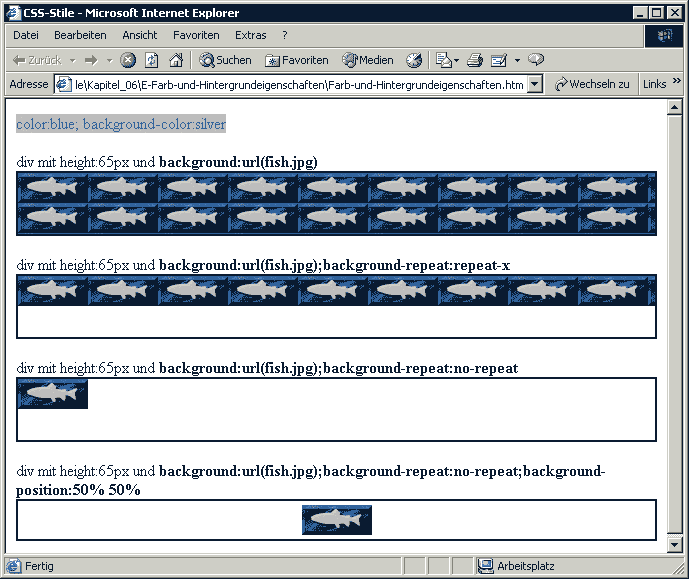 CSS-Stile - Microsoft Internet Explorer
Datei Bearbeiten Ansicht Favoriten Extras ?
Zurück Suchen Favoriten Medien
Adresse le\Kapitel_06\E-Farb-und-Hintergrundeigenschaften\Farb-und-Hintergrundeigenschaften.htm Wechseln zu Links »
color:blue; background-color:silver
div mit height:65px und background:url(fish.jpg)
div mit height:65px und background:url(fish.jpg);background-repeat:repeat-x
div mit height:65px und background:url(fish.jpg);background-repeat:no-repeat
div mit height:65px und background:url(fish.jpg);background-repeat:no-repeat;background-
position:50% 50%
Fertig Arbeitsplatz